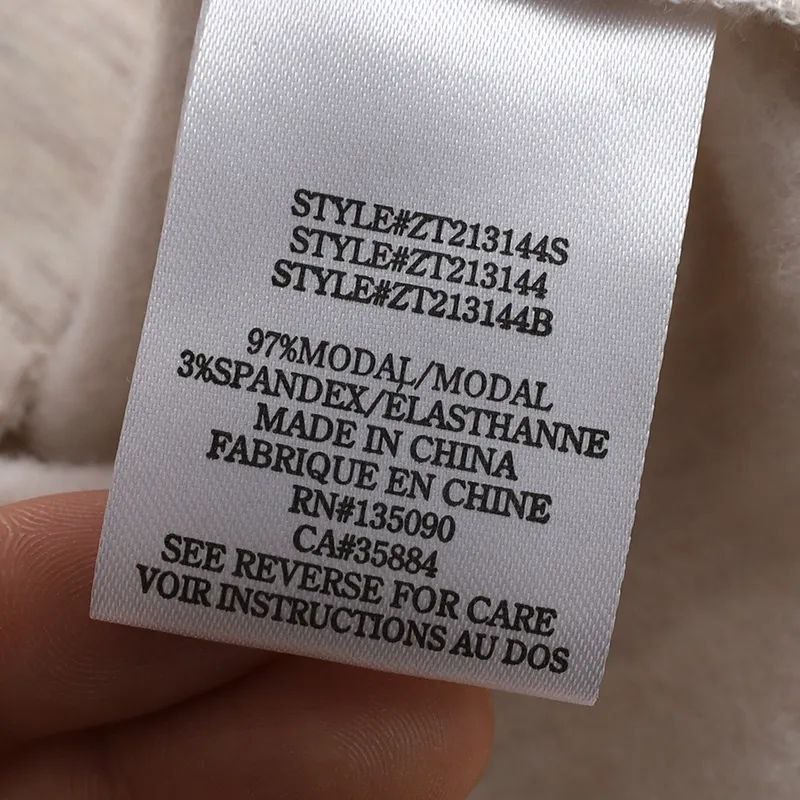 STYLE#ZT213144S
STYLE#ZT213144
STYLE#ZT213144B
97%MODAL/MODAL
3%SPANDEX/ÉLASTHANNE
MADE IN CHINA
FABRIQUE EN CHINE
RN#135090
CA#35884
SEE REVERSE FOR CARE
VOIR INSTRUCTIONS AU DOS